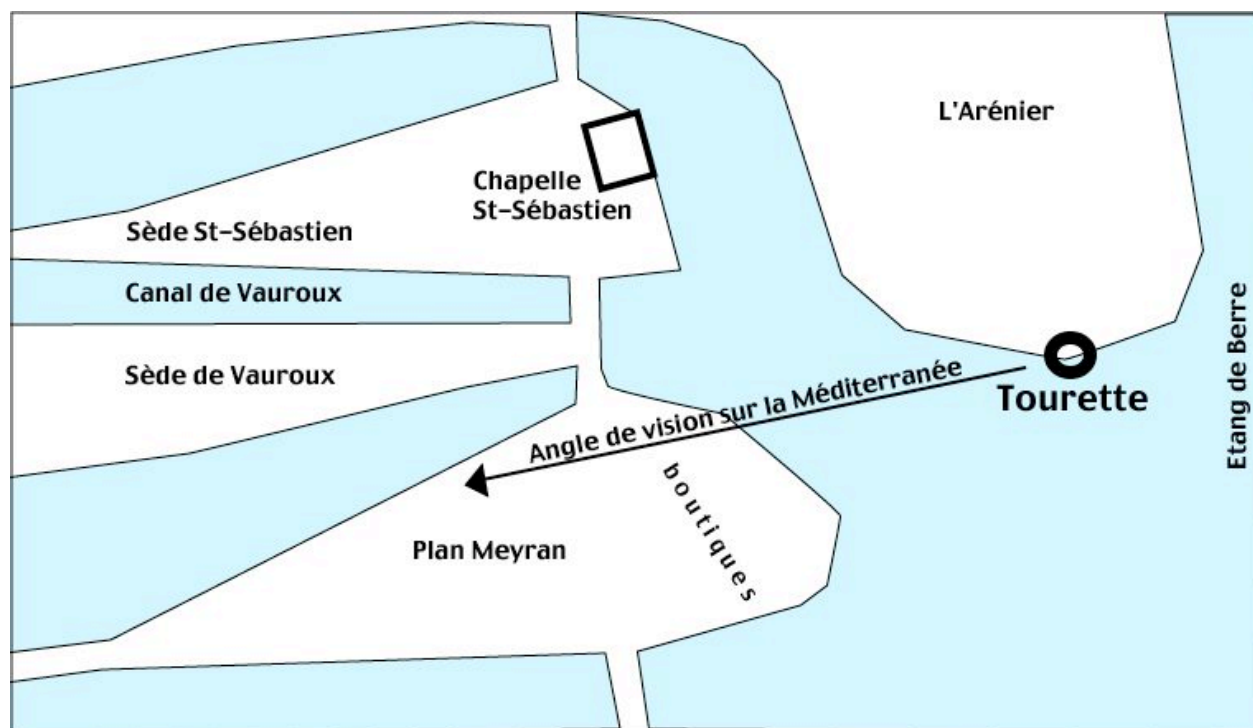 L'Arénier
Chapelle
St-Sébastien
Sède St-Sébastien
Canal de Vauroux
Sède de Vauroux
Angle de vision sur la Méditerranée
Tourette
Etang de Berre
boutiques
Plan Meyran